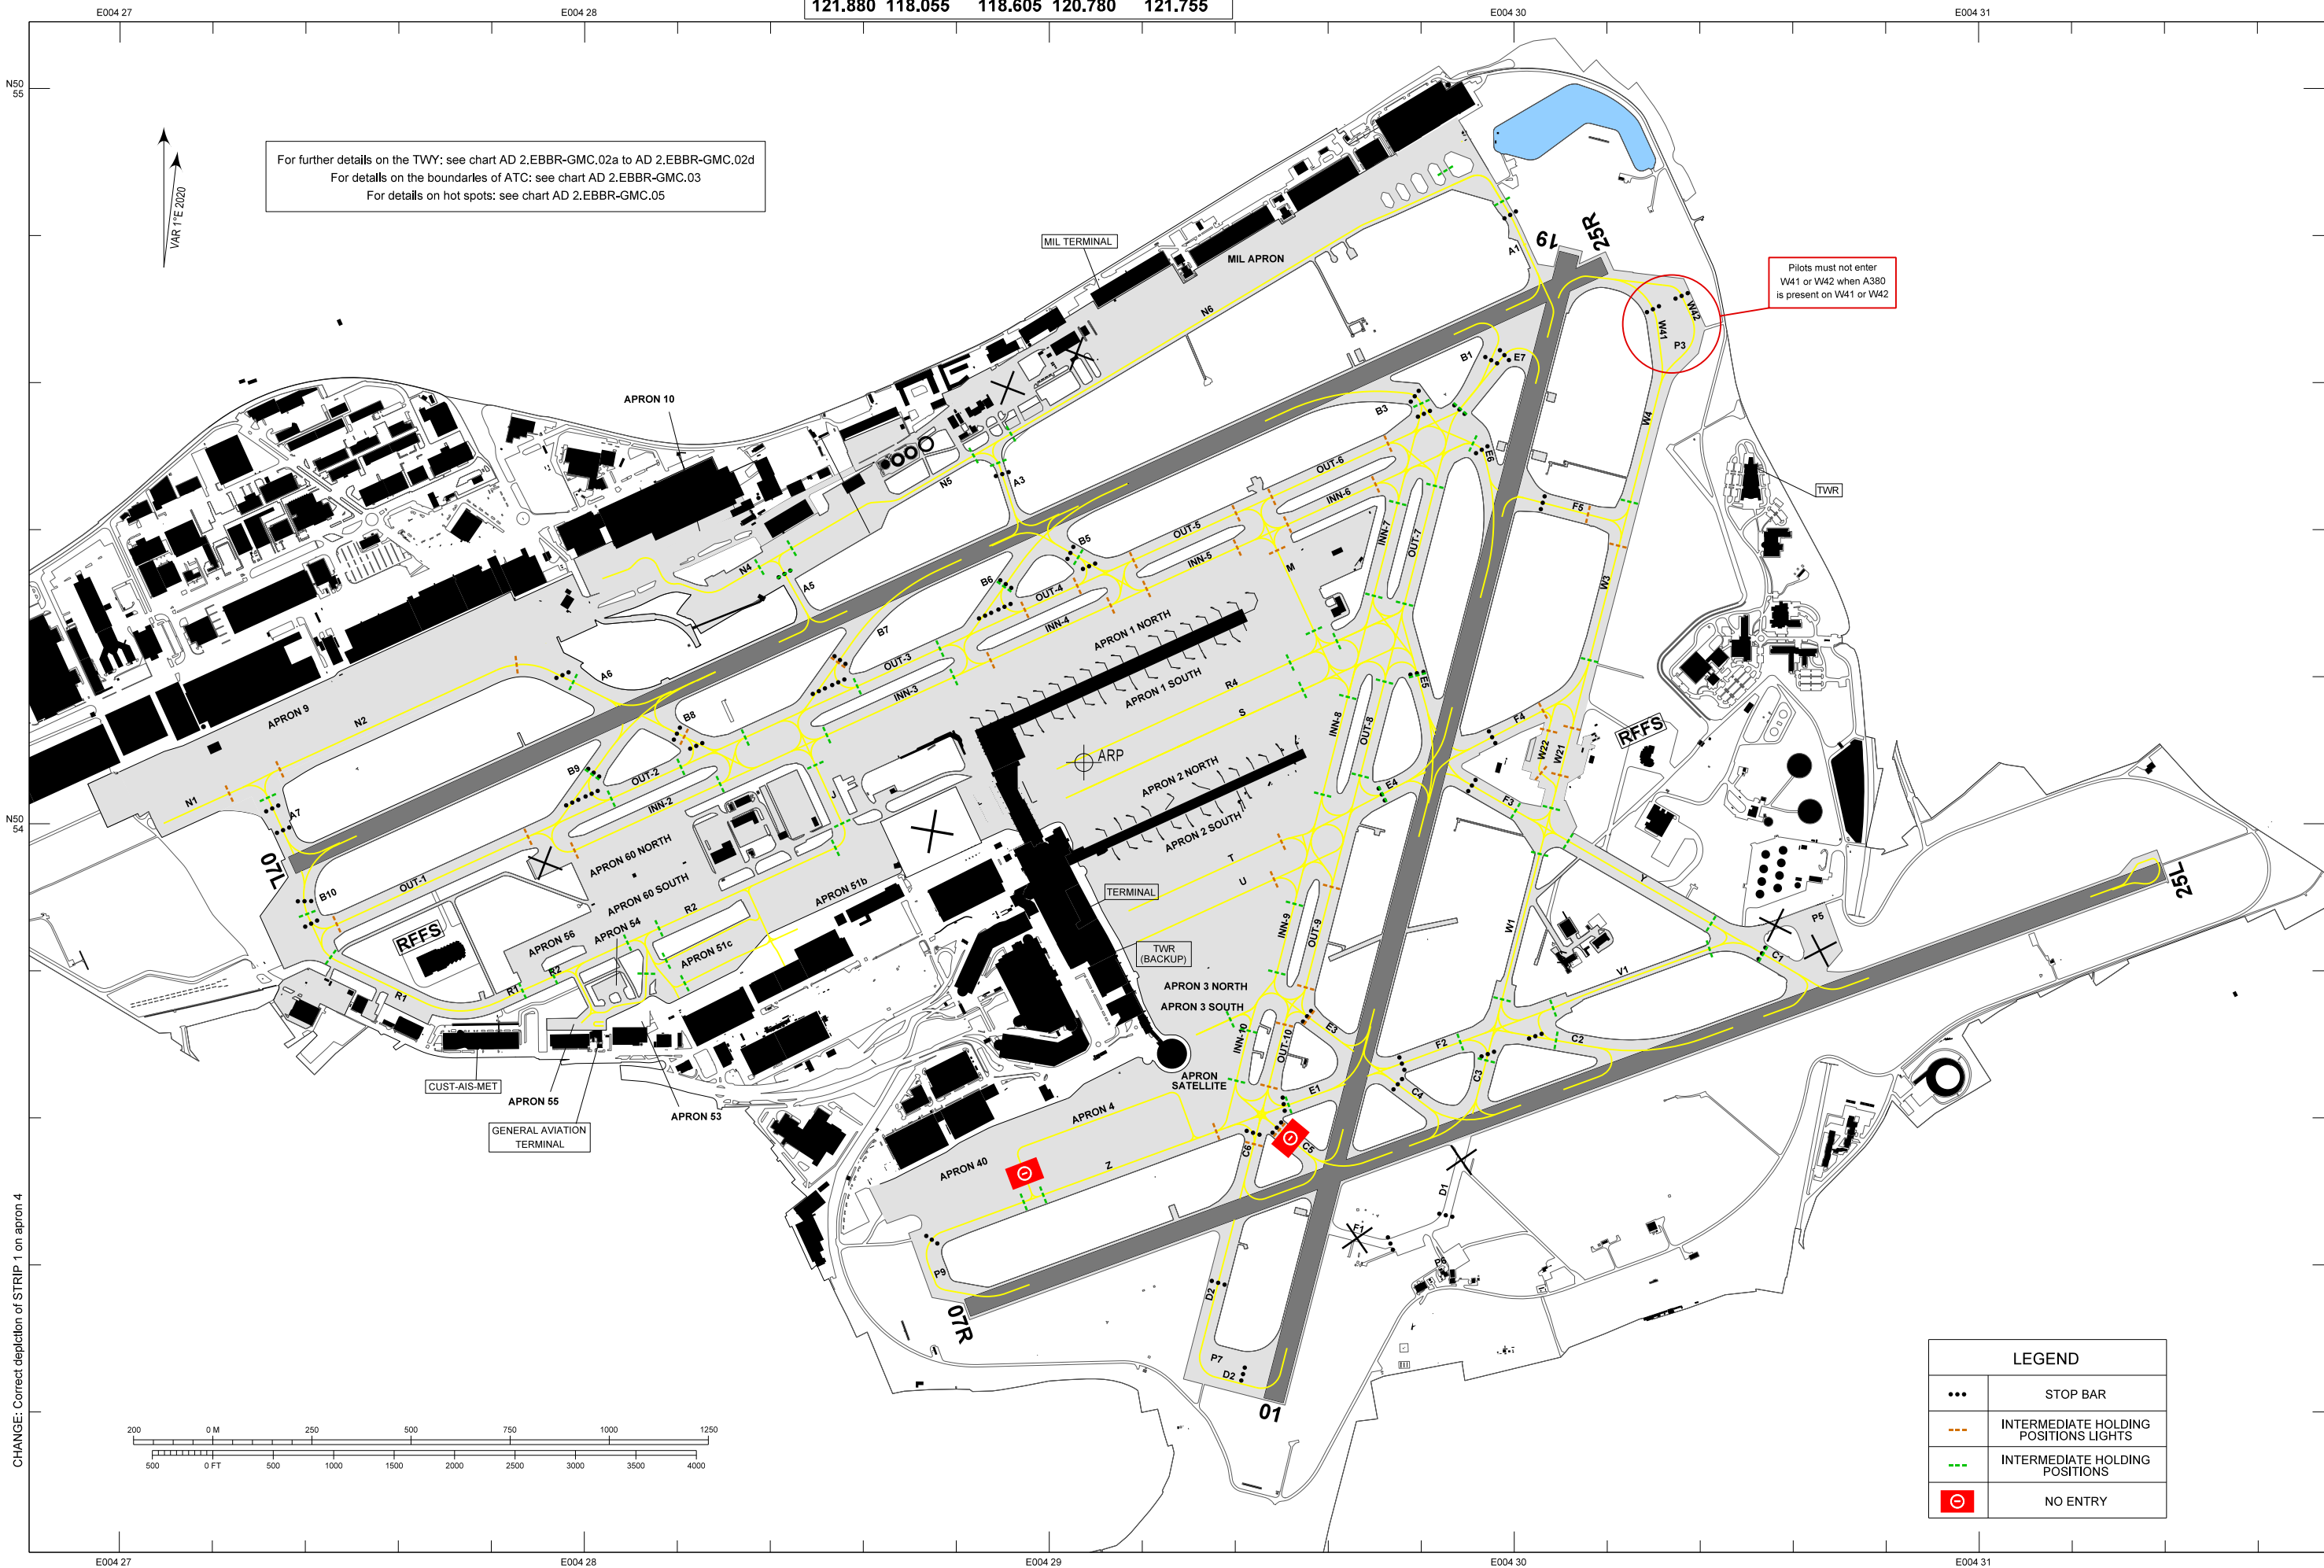 121.880 118.055 118.605 120.780 121.755
E004 27
E004 28
E004 30
E004 31
N50
55
VAR 1°E 2020
For further details on the TWY: see chart AD 2.EBBR-GMC.02a to AD 2.EBBR-GMC.02d
For details on the boundaries of ATC: see chart AD 2.EBBR-GMC.03
For details on hot spots: see chart AD 2.EBBR-GMC.05
MIL TERMINAL
MIL APRON
A1
19
25R
Pilots must not enter
W41 or W42 when A380
is present on W41 or W42
W42
W41
P3
N6
B1
E7
APRON 10
B3
W4
E6
OUT-6
INN-6
TWR
N5
A3
F5
OUT-5
INN-5
INN-7
OUT-7
B5
N4
B6
OUT-4
M
W3
A5
INN-4
B7
APRON 1 NORTH
OUT-3
A6
INN-3
APRON 1 SOUTH
R4
E5
APRON 9
N2
S
B8
INN-8
OUT-8
F4
RFFS
W22
W21
ARP
B9
OUT-2
APRON 2 NORTH
E4
N1
INN-2
J
F3
A7
N50
54
APRON 2 SOUTH
07L
APRON 60 NORTH
T
Y
25L
OUT-1
APRON 60 SOUTH
U
B10
APRON 51b
TERMINAL
R2
P5
APRON 54
RFFS
APRON 56
INN-9
OUT-9
W1
TWR
(BACKUP)
C1
APRON 51c
R2
V1
R1
R1
APRON 3 NORTH
APRON 3 SOUTH
E3
INN-10
OUT-10
F2
C2
CUST-AIS-MET
APRON 55
APRON 53
APRON
SATELLITE
E1
C3
C4
APRON 4
GENERAL AVIATION
TERMINAL
C6
C5
APRON 40
Z
D1
F1
P9
P6
D2
07R
P7
D2
01
CHANGE: Correct depiction of STRIP 1 on apron 4
200 0 M 250 500 750 1000 1250
500 0 FT 500 1000 1500 2000 2500 3000 3500 4000
LEGEND
STOP BAR
INTERMEDIATE HOLDING
POSITIONS LIGHTS
INTERMEDIATE HOLDING
POSITIONS
NO ENTRY
E004 27
E004 28
E004 29
E004 30
E004 31